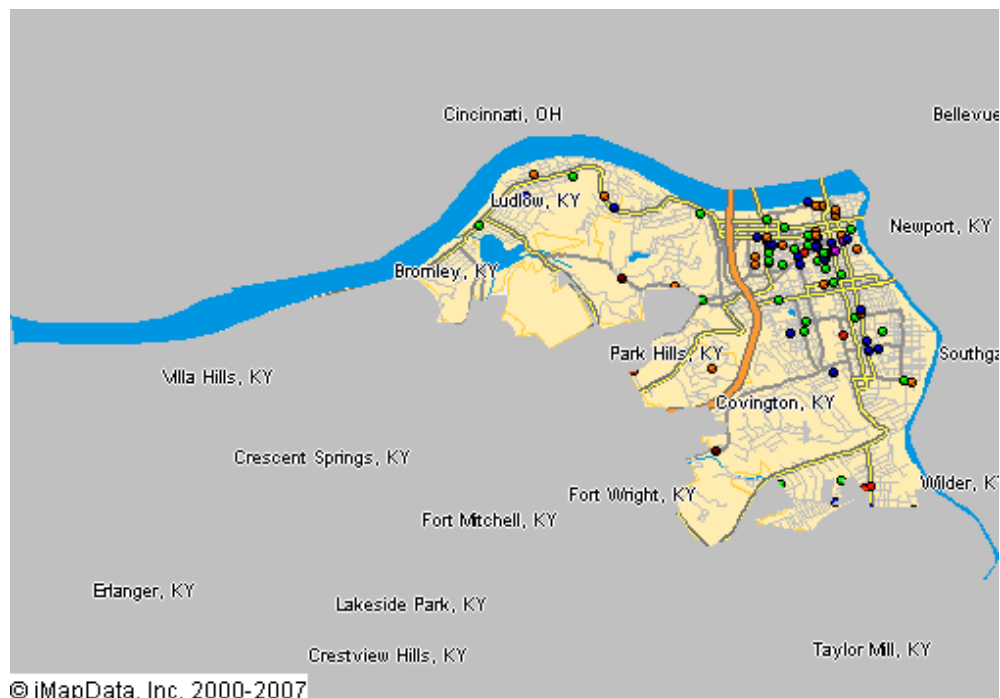 Cincinnati, OH
Bellevue
Ludlow, KY
Newport, KY
Bromley, KY
Park Hills, KY
Southga
Villa Hills, KY
Covington, KY
Crescent Springs, KY
Fort Wright, KY
Wilder, KY
Fort Mitchell, KY
Erlanger, KY
Lakeside Park, KY
Crestview Hills, KY
Taylor Mill, KY
© iMapData, Inc. 2000-2007